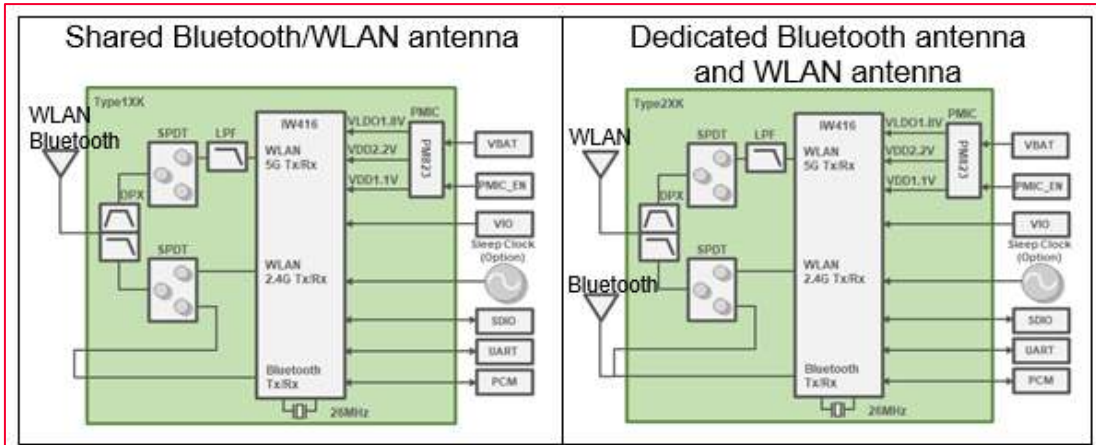 Shared Bluetooth/WLAN antenna
Type1XK
WLAN
Bluetooth
SPDT
LPF
IW416
WLAN
5G Tx/Rx
VLDO1.8V
VDD2.2V
VDD1.1V
PMIC
PM823
VBAT
PMIC_EN
DPX
SPDT
VIO
Sleep Clock
(Option)
WLAN
2.4G Tx/Rx
SDIO
UART
Bluetooth
Tx/Rx
PCM
26MHz
Dedicated Bluetooth antenna
and WLAN antenna
Type2XK
WLAN
SPDT
LPF
IW416
WLAN
5G Tx/Rx
VLDO1.8V
VDD2.2V
VDD1.1V
PMIC
PM823
VBAT
PMIC_EN
DPX
SPDT
VIO
Sleep Clock
(Option)
WLAN
2.4G Tx/Rx
Bluetooth
SDIO
UART
Bluetooth
Tx/Rx
PCM
26MHz